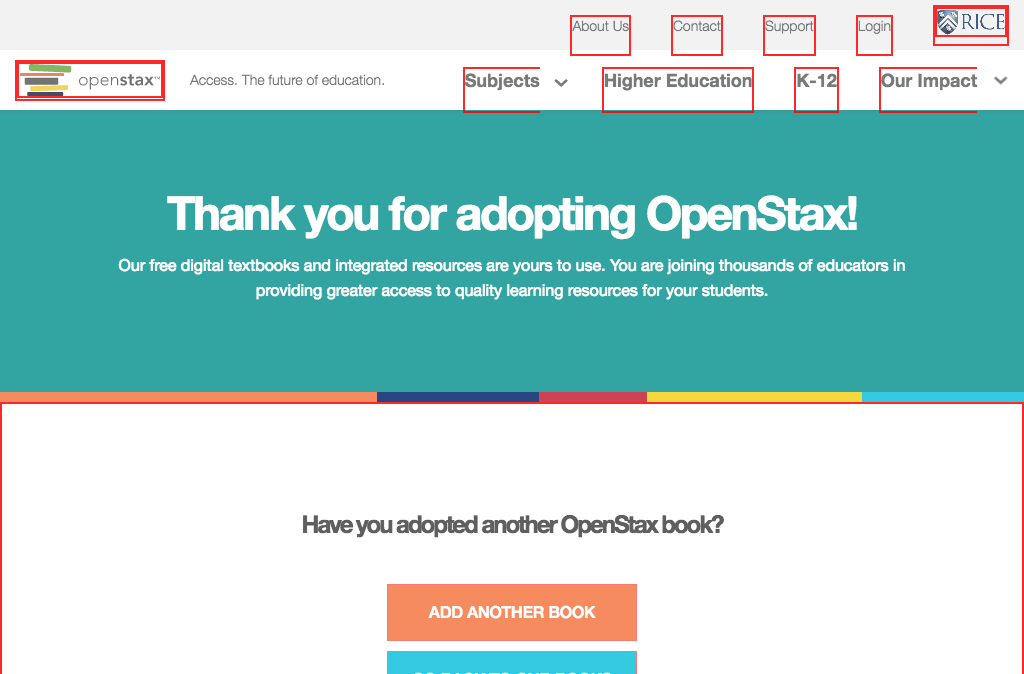 About Us Contact Support Login RICE
openstax™ Access. The future of education. Subjects Higher Education K-12 Our Impact
Thank you for adopting OpenStax!
Our free digital textbooks and integrated resources are yours to use. You are joining thousands of educators in
providing greater access to quality learning resources for your students.
Have you adopted another OpenStax book?
ADD ANOTHER BOOK